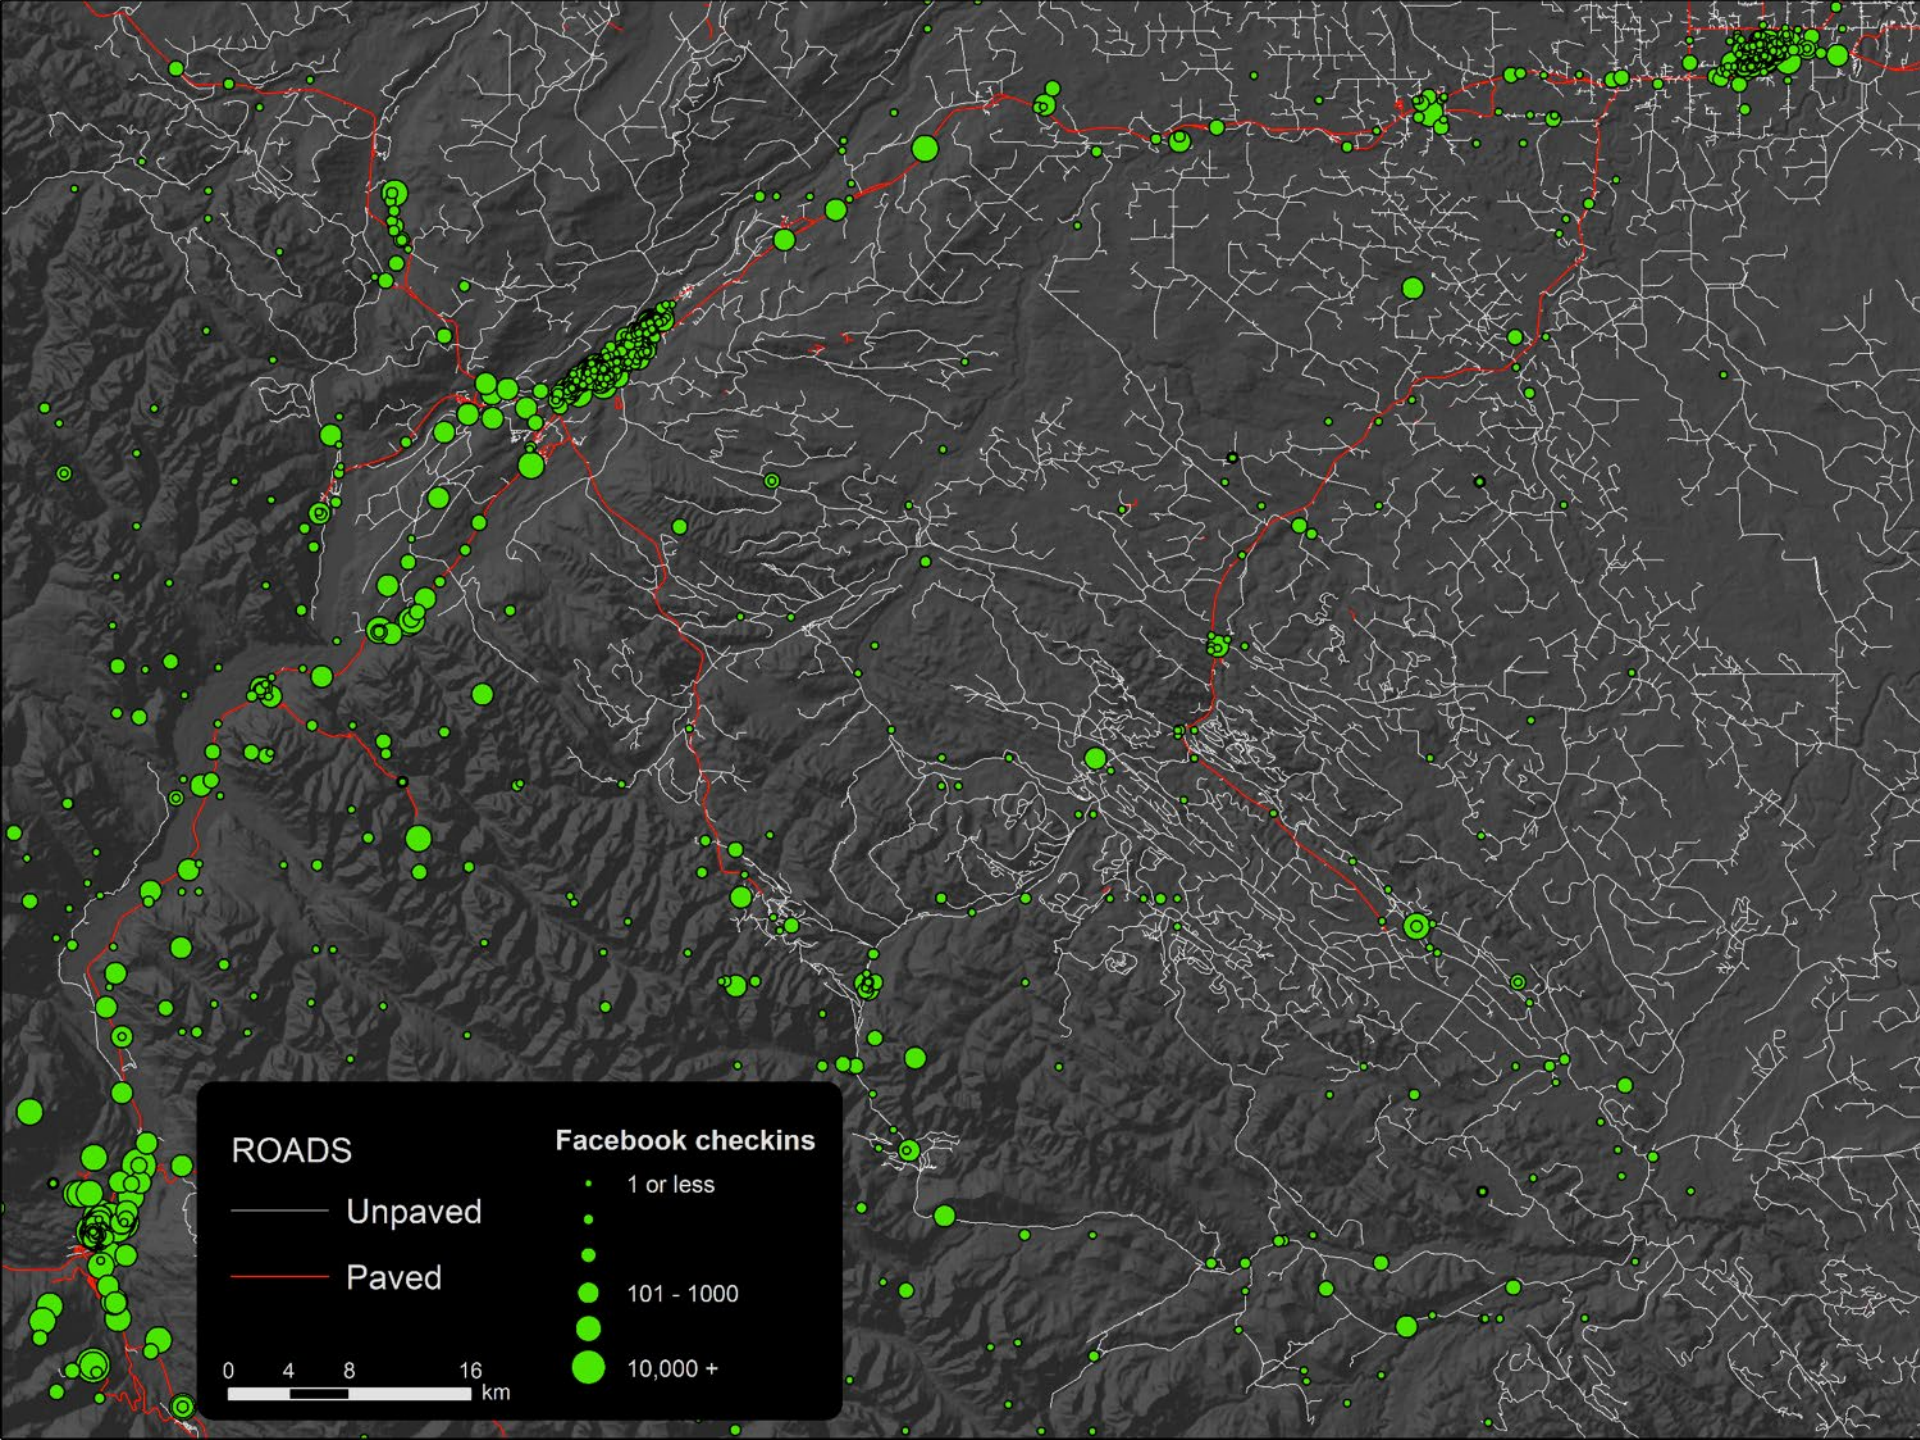 ROADS
Unpaved
Paved
0 4 8 16
km
Facebook checkins
1 or less
101 - 1000
10,000 +